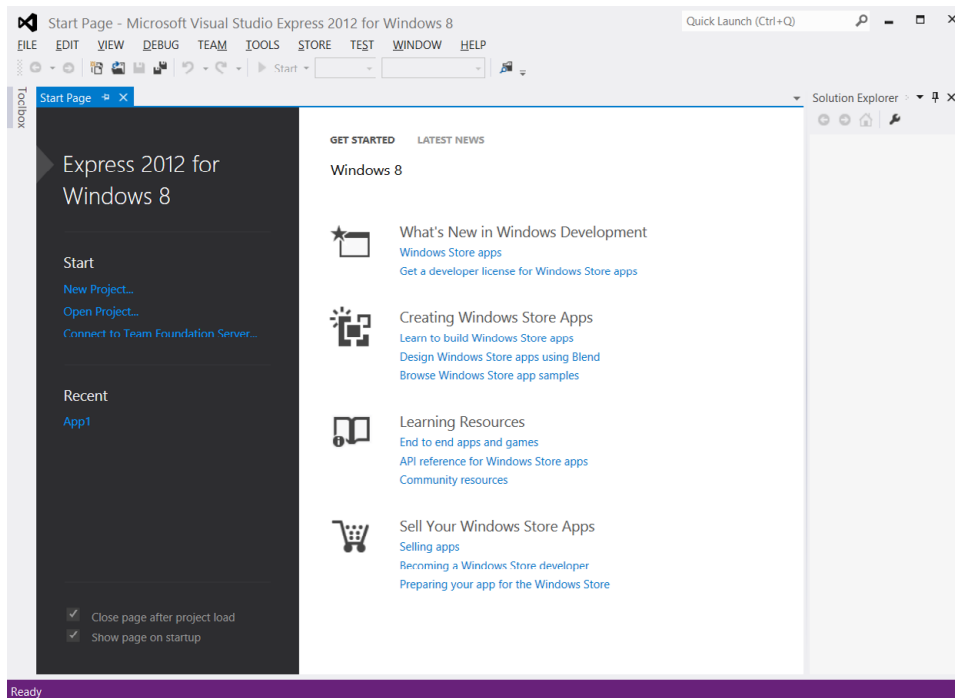 Start Page - Microsoft Visual Studio Express 2012 for Windows 8
Quick Launch (Ctrl+Q)
FILE EDIT VIEW DEBUG TEAM TOOLS STORE TEST WINDOW HELP
Start
Toolbox
Start Page
Solution Explorer
Express 2012 for
Windows 8
Start
New Project...
Open Project...
Connect to Team Foundation Server...
Recent
App1
Close page after project load
Show page on startup
GET STARTED LATEST NEWS
Windows 8
What's New in Windows Development
Windows Store apps
Get a developer license for Windows Store apps
Creating Windows Store Apps
Learn to build Windows Store apps
Design Windows Store apps using Blend
Browse Windows Store app samples
Learning Resources
End to end apps and games
API reference for Windows Store apps
Community resources
Sell Your Windows Store Apps
Selling apps
Becoming a Windows Store developer
Preparing your app for the Windows Store
Ready